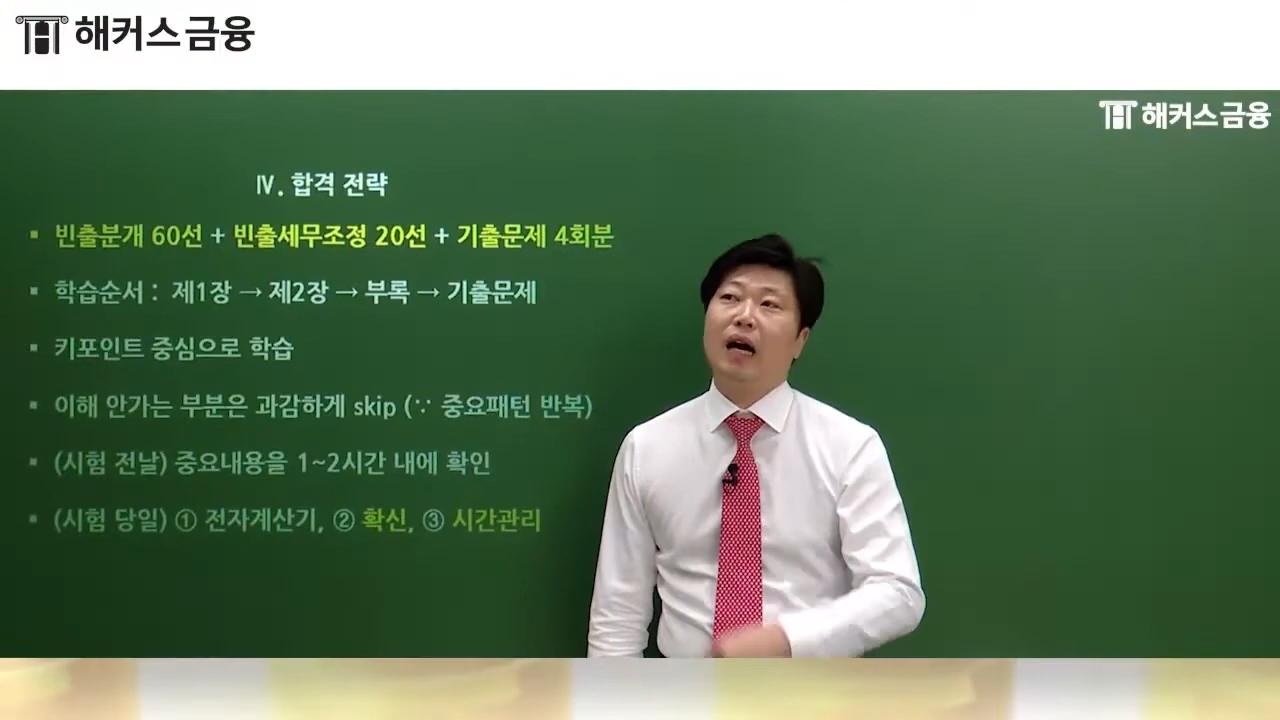 해커스금융
해커스금융
Ⅳ. 합격 전략
▪ 빈출분개 60선 + 빈출세무조정 20선 + 기출문제 4회분
▪ 학습순서 : 제1장 → 제2장 → 부록 → 기출문제
▪ 키포인트 중심으로 학습
▪ 이해 안가는 부분은 과감하게 skip (∵ 중요패턴 반복)
▪ (시험 전날) 중요내용을 1~2시간 내에 확인
▪ (시험 당일) ① 전자계산기, ② 확신, ③ 시간관리